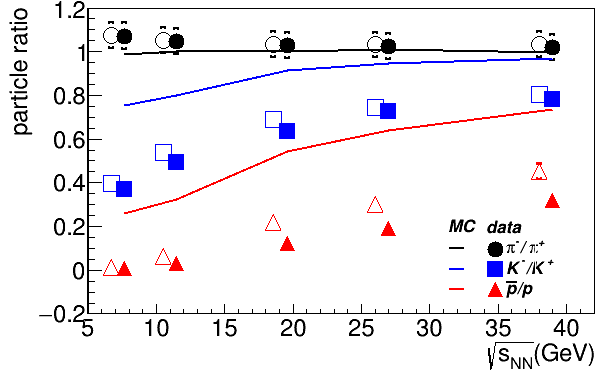 particle ratio
1.2
1
0.8
0.6
0.4
0.2
0
−0.2
5 10 15 20 25 30 35 40
√sNN(GeV)
MC data
π-/π+
K-/K+
p̅/p